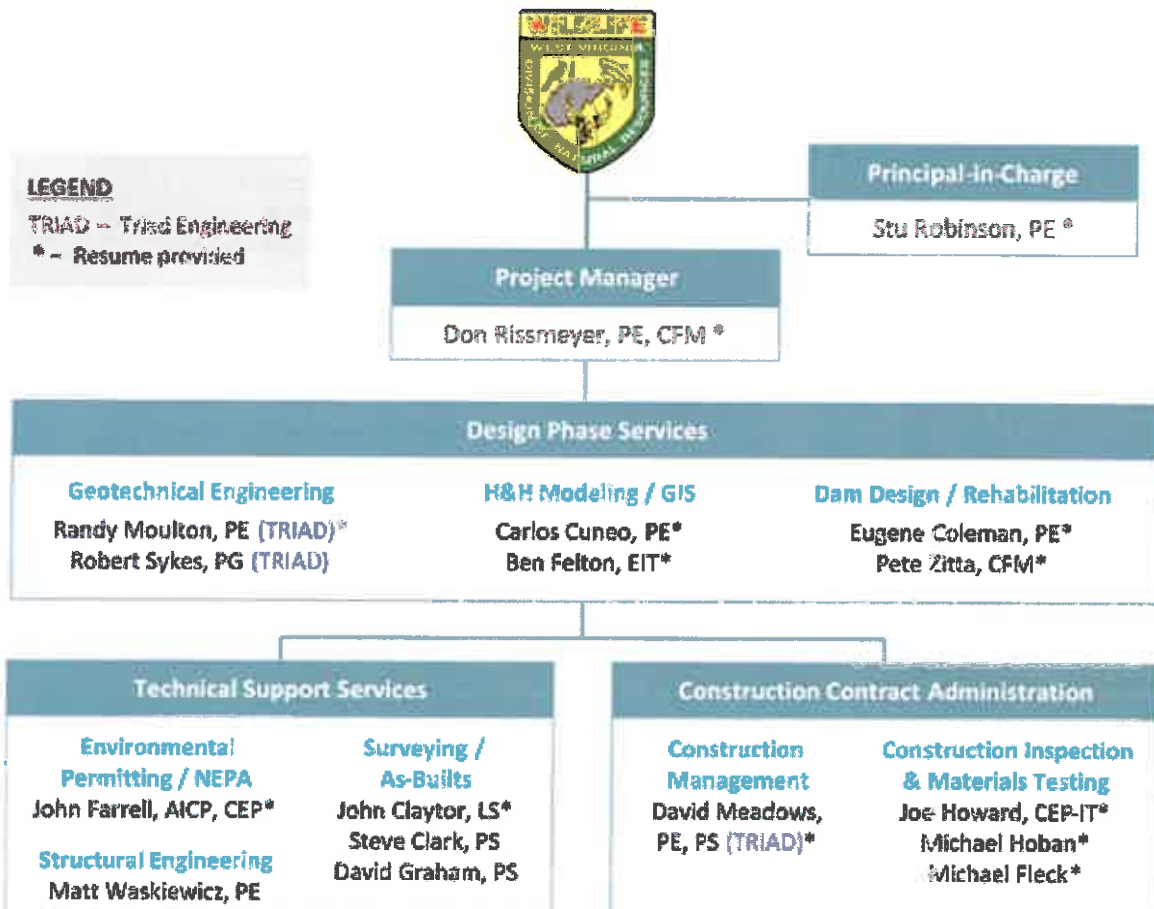 WILDLIFE
WEST VIRGINIA
DIVISION OF NATURAL RESOURCES
LEGEND
TRIAD – Triad Engineering
* – Resume provided
Principal-in-Charge
Stu Robinson, PE *
Project Manager
Don Rissmeyer, PE, CFM *
Design Phase Services
Geotechnical Engineering
Randy Moulton, PE (TRIAD)*
Robert Sykes, PG (TRIAD)
H&H Modeling / GIS
Carlos Cuneo, PE*
Ben Felton, EIT*
Dam Design / Rehabilitation
Eugene Coleman, PE*
Pete Zitta, CFM*
Technical Support Services
Environmental
Permitting / NEPA
John Farrell, AICP, CEP*
Structural Engineering
Matt Waskiewicz, PE
Surveying /
As-Builts
John Claytor, LS*
Steve Clark, PS
David Graham, PS
Construction Contract Administration
Construction
Management
David Meadows,
PE, PS (TRIAD)*
Construction Inspection
& Materials Testing
Joe Howard, CEP-IT*
Michael Hoban*
Michael Fleck*